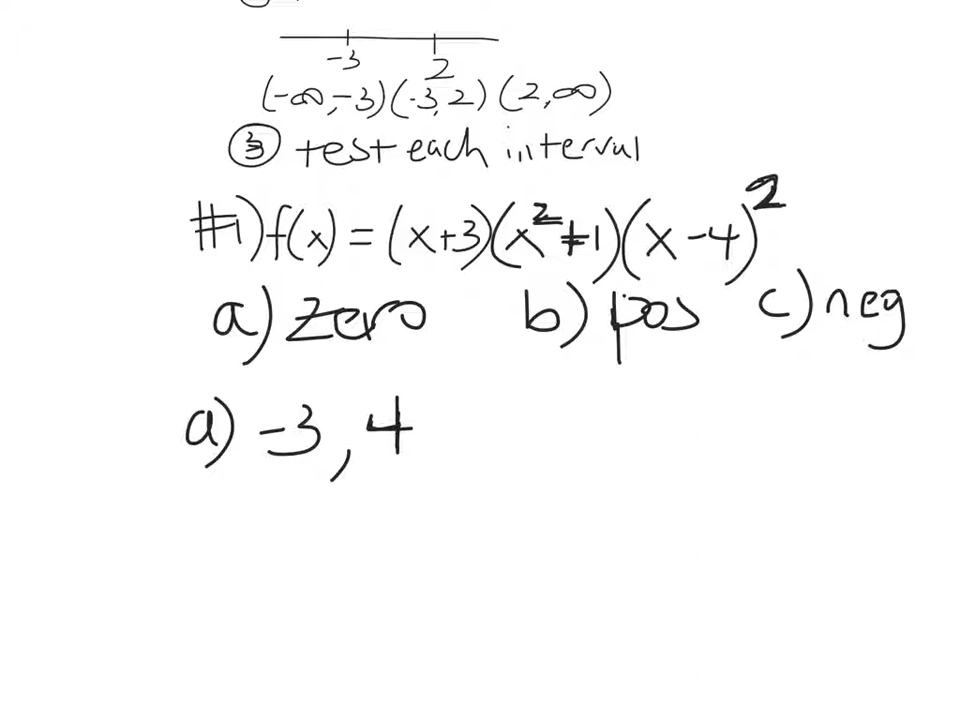 -3 2
(-∞,-3) (-3,2) (2,∞)
③ test each interval
#1) f(x) = (x+3)(x²+1)(x-4)²
a) zero b) pos c) neg
a) -3, 4